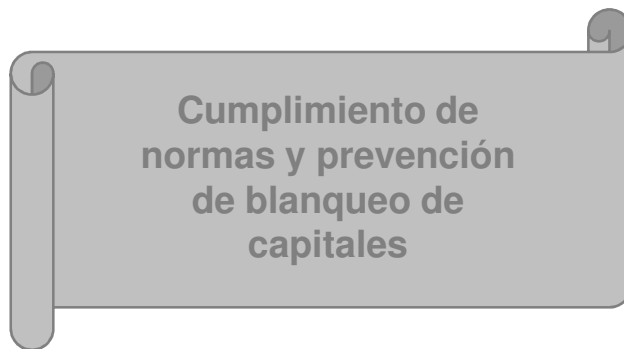 Cumplimiento de
normas y prevención
de blanqueo de
capitales